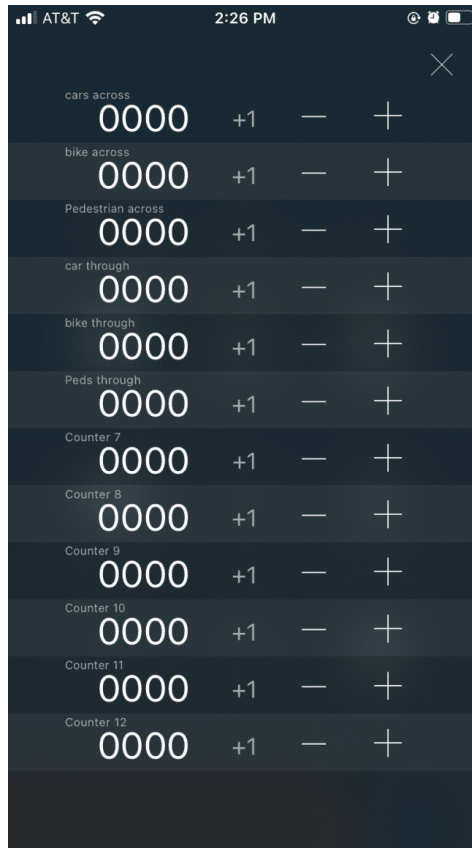 AT&T 2:26 PM
cars across
0000 +1 — +
bike across
0000 +1 — +
Pedestrian across
0000 +1 — +
car through
0000 +1 — +
bike through
0000 +1 — +
Peds through
0000 +1 — +
Counter 7
0000 +1 — +
Counter 8
0000 +1 — +
Counter 9
0000 +1 — +
Counter 10
0000 +1 — +
Counter 11
0000 +1 — +
Counter 12
0000 +1 — +